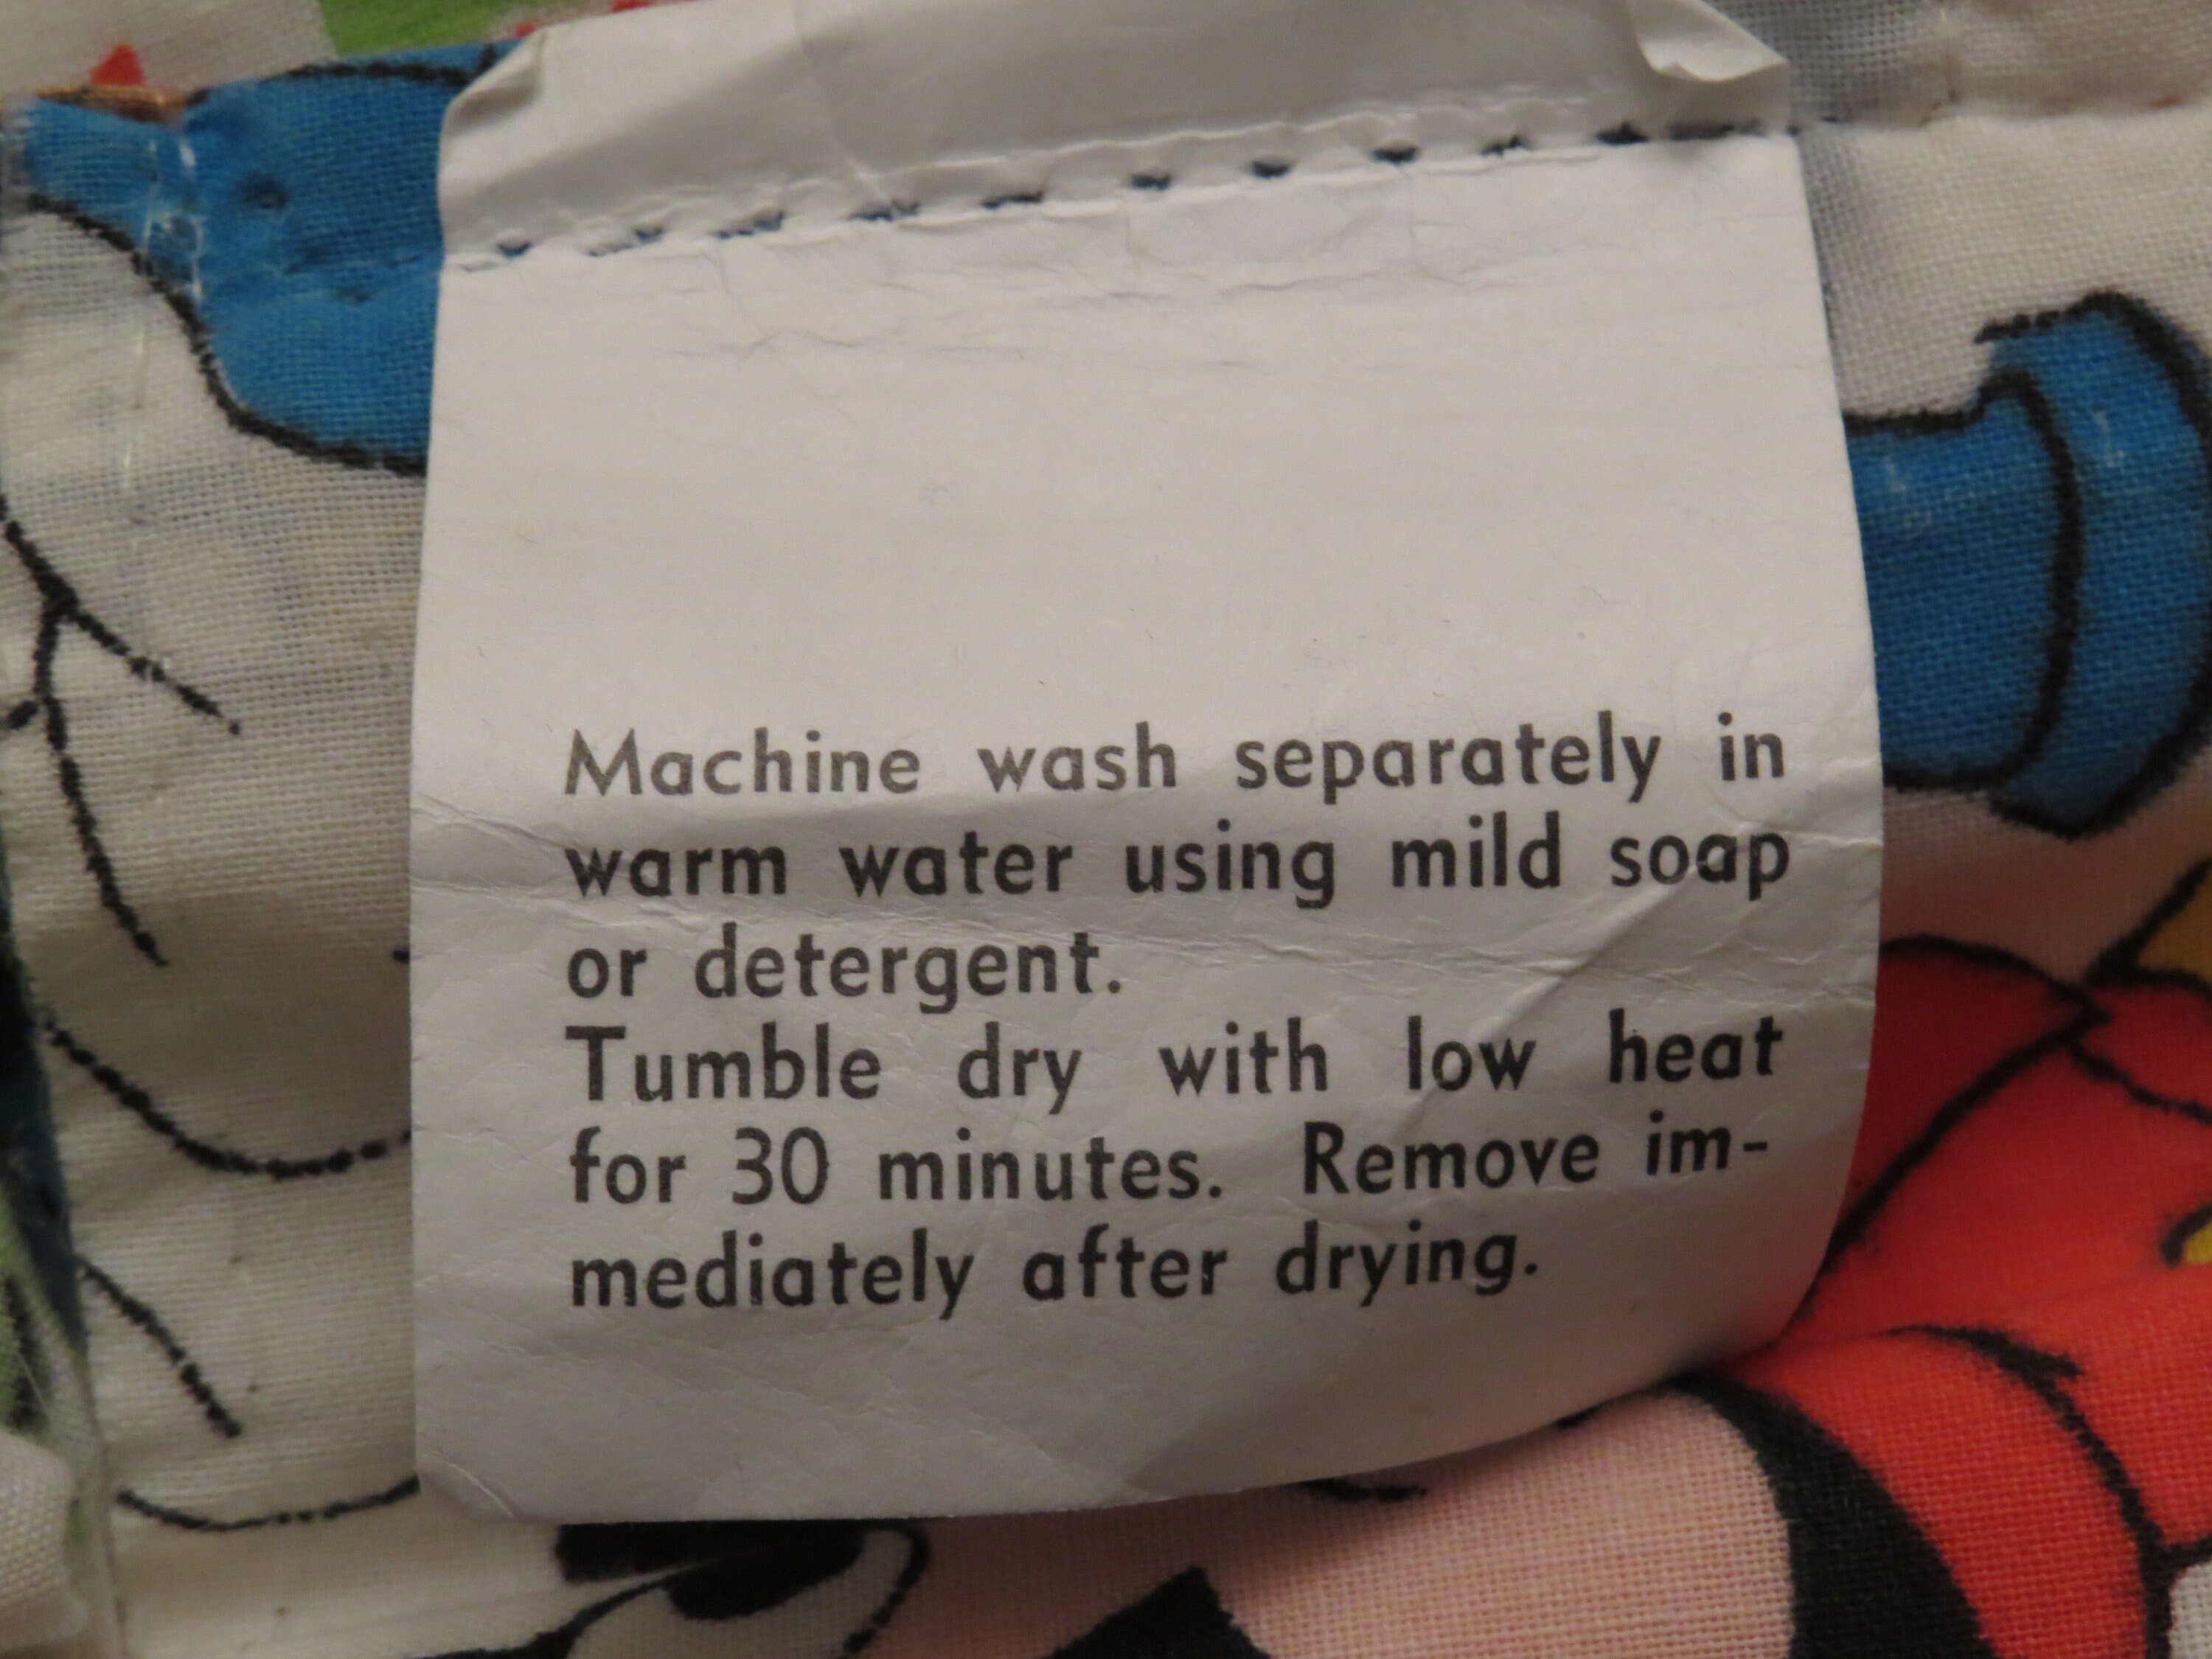 Machine wash separately in
warm water using mild soap
or detergent.
Tumble dry with low heat
for 30 minutes. Remove im-
mediately after drying.